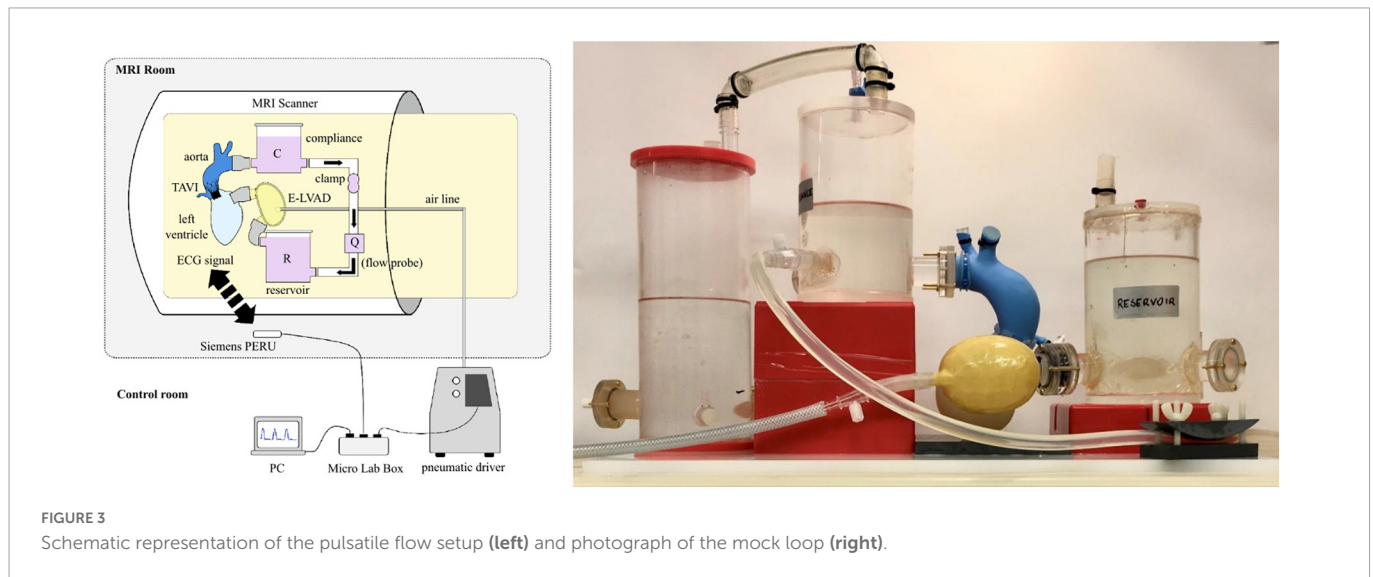 MRI Room
MRI Scanner
compliance
C
aorta
clamp
TAVI
E-LVAD
air line
left
ventricle
Q
R
(flow probe)
ECG signal
reservoir
Siemens PERU
Control room
PC
Micro Lab Box
pneumatic driver
RESERVOIR
FIGURE 3
Schematic representation of the pulsatile flow setup (left) and photograph of the mock loop (right).